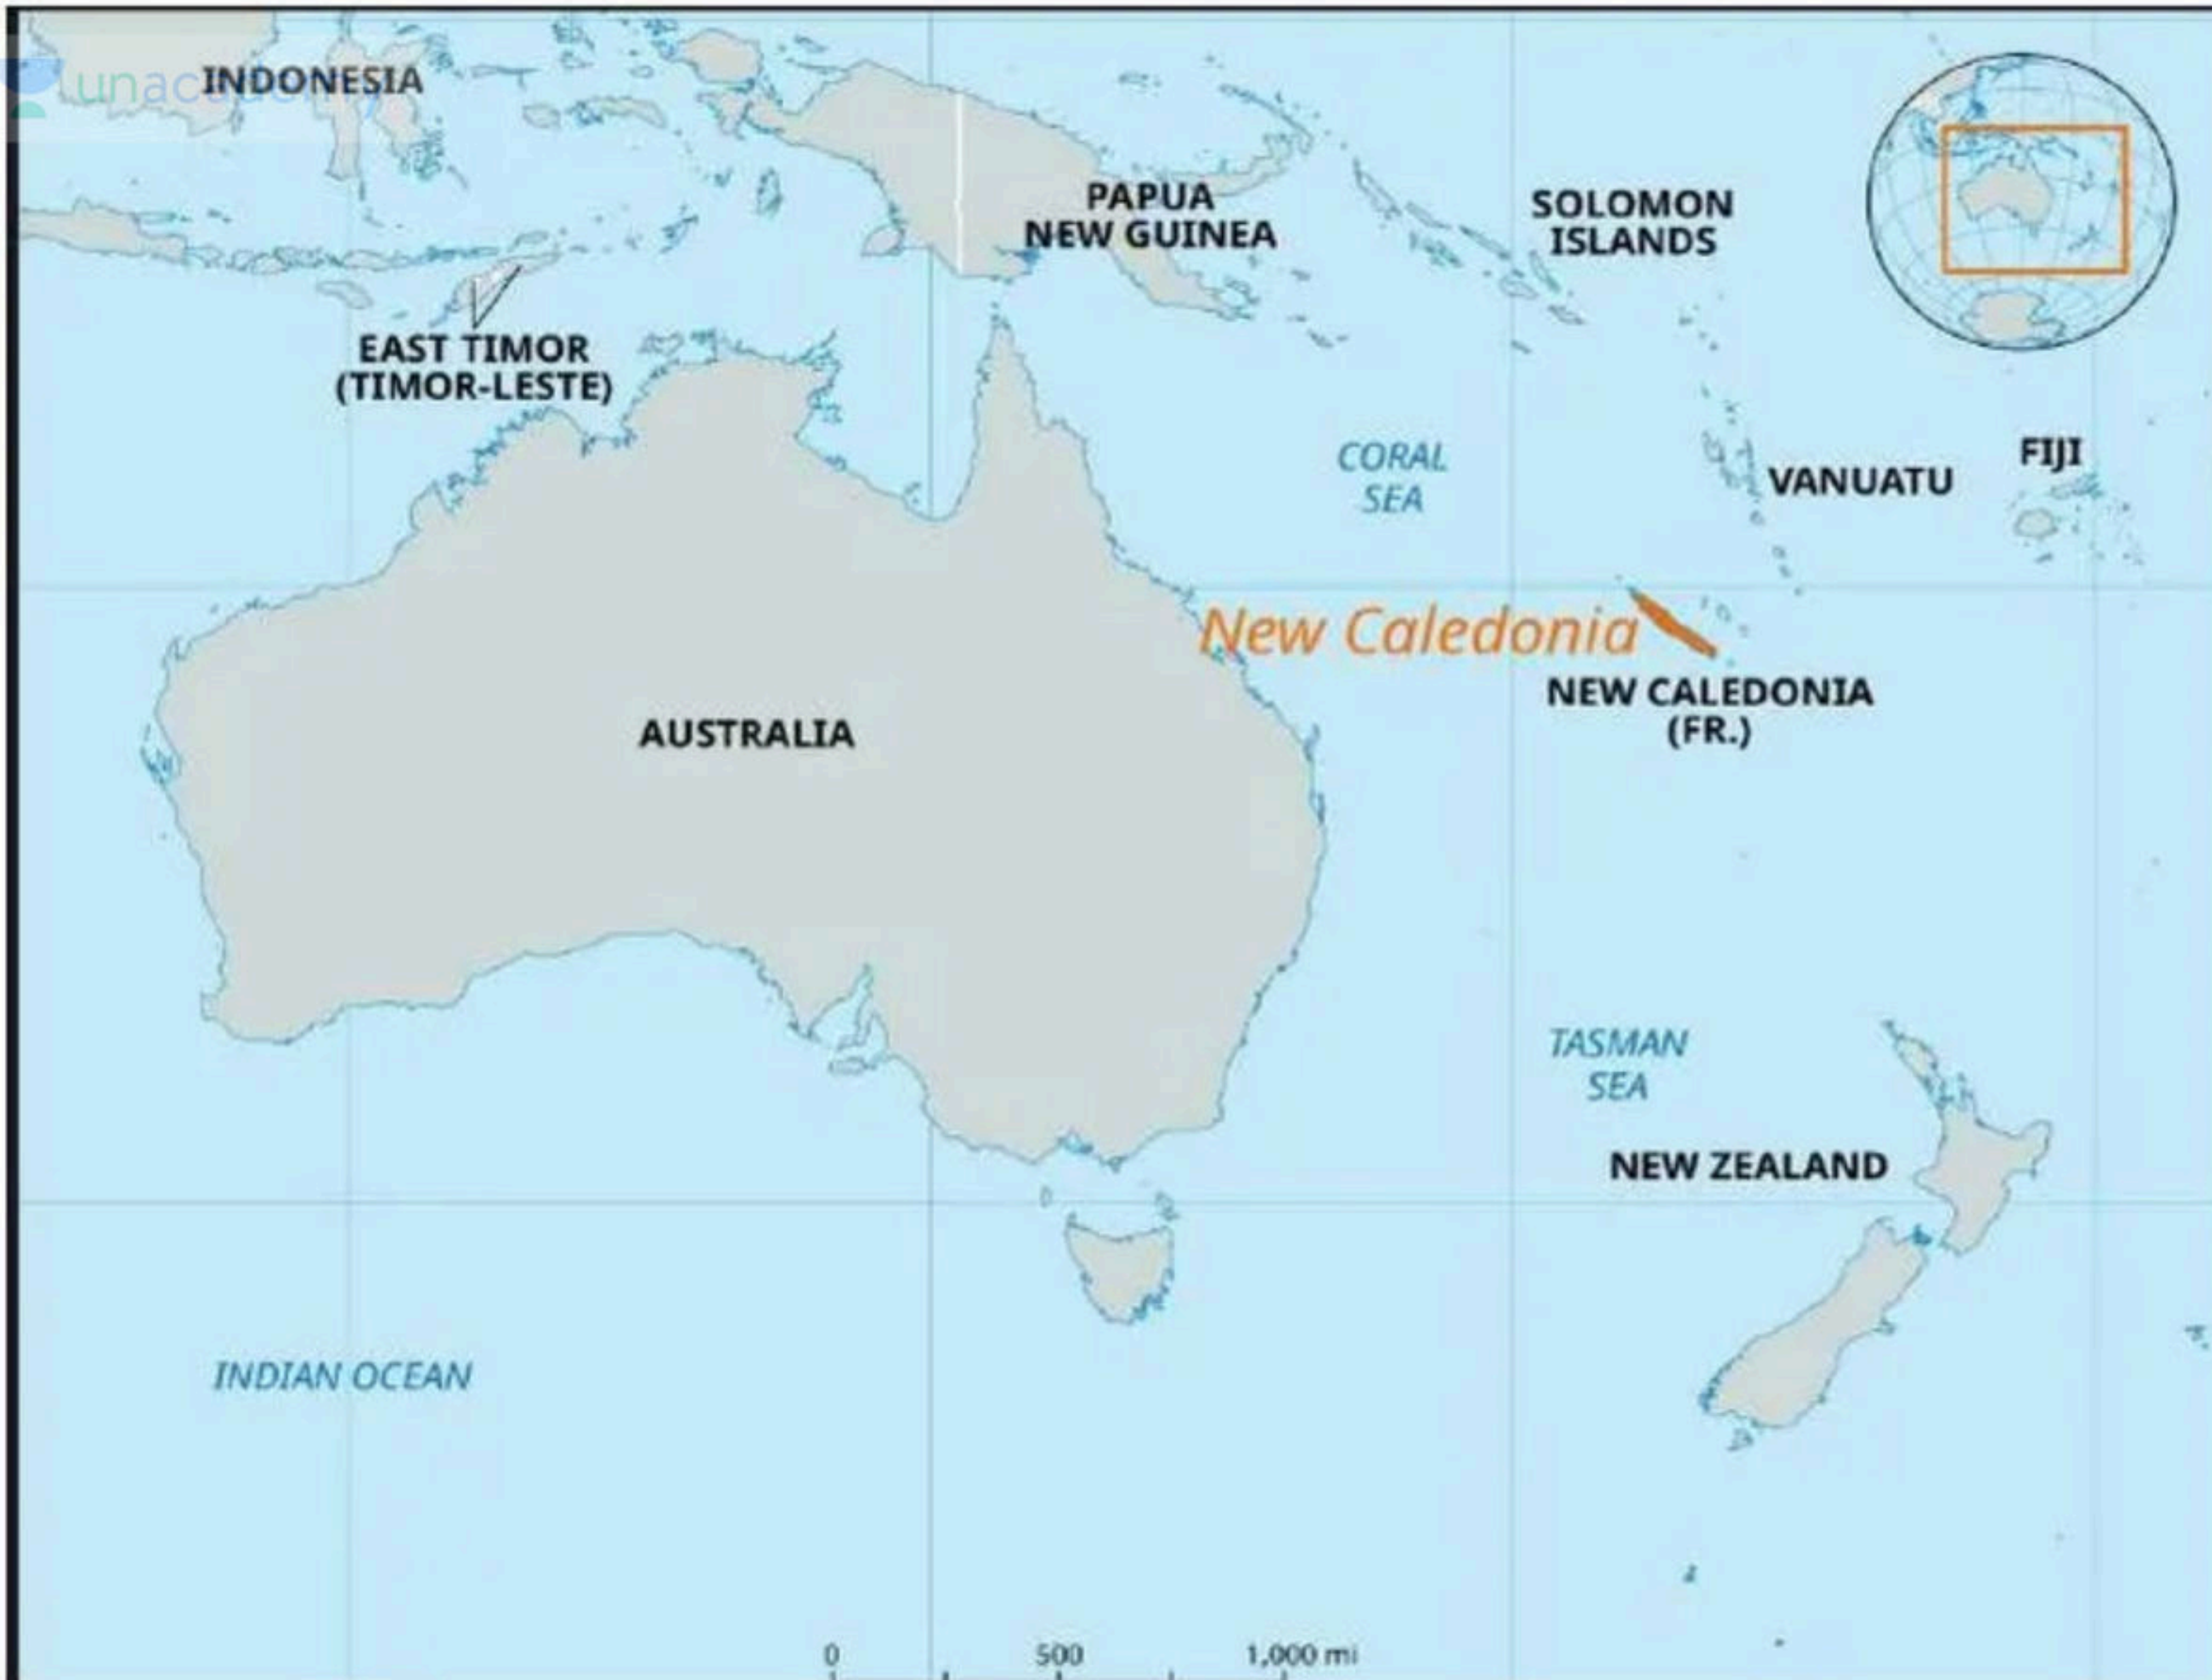 unacademy
INDONESIA
PAPUA
NEW GUINEA
SOLOMON
ISLANDS
EAST TIMOR
(TIMOR-LESTE)
CORAL
SEA
VANUATU
FIJI
New Caledonia
NEW CALEDONIA
(FR.)
AUSTRALIA
TASMAN
SEA
NEW ZEALAND
INDIAN OCEAN
0 500 1,000 mi